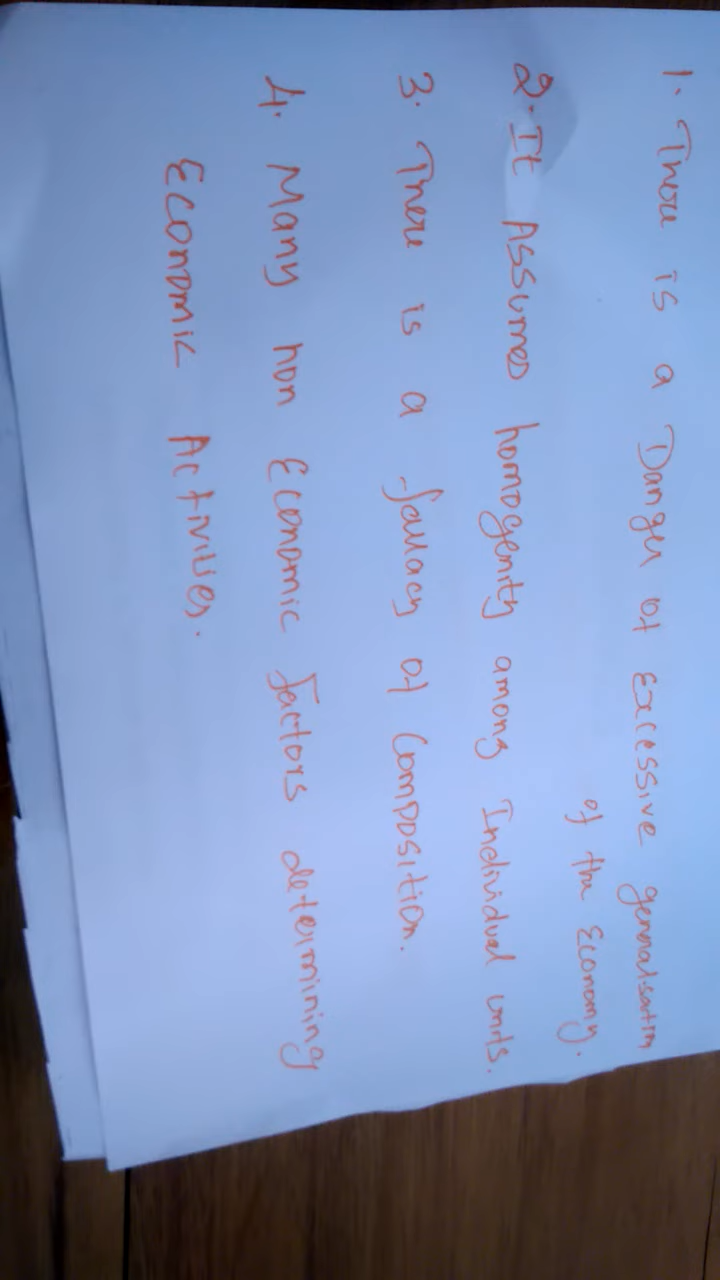 1. There is a Danger of Excessive generalisation
of the Economy.
2. It Assumes homogenity among Individual units.
3. There is a fallacy of Composition.
4. Many non Economic factors determining
Economic Activities.